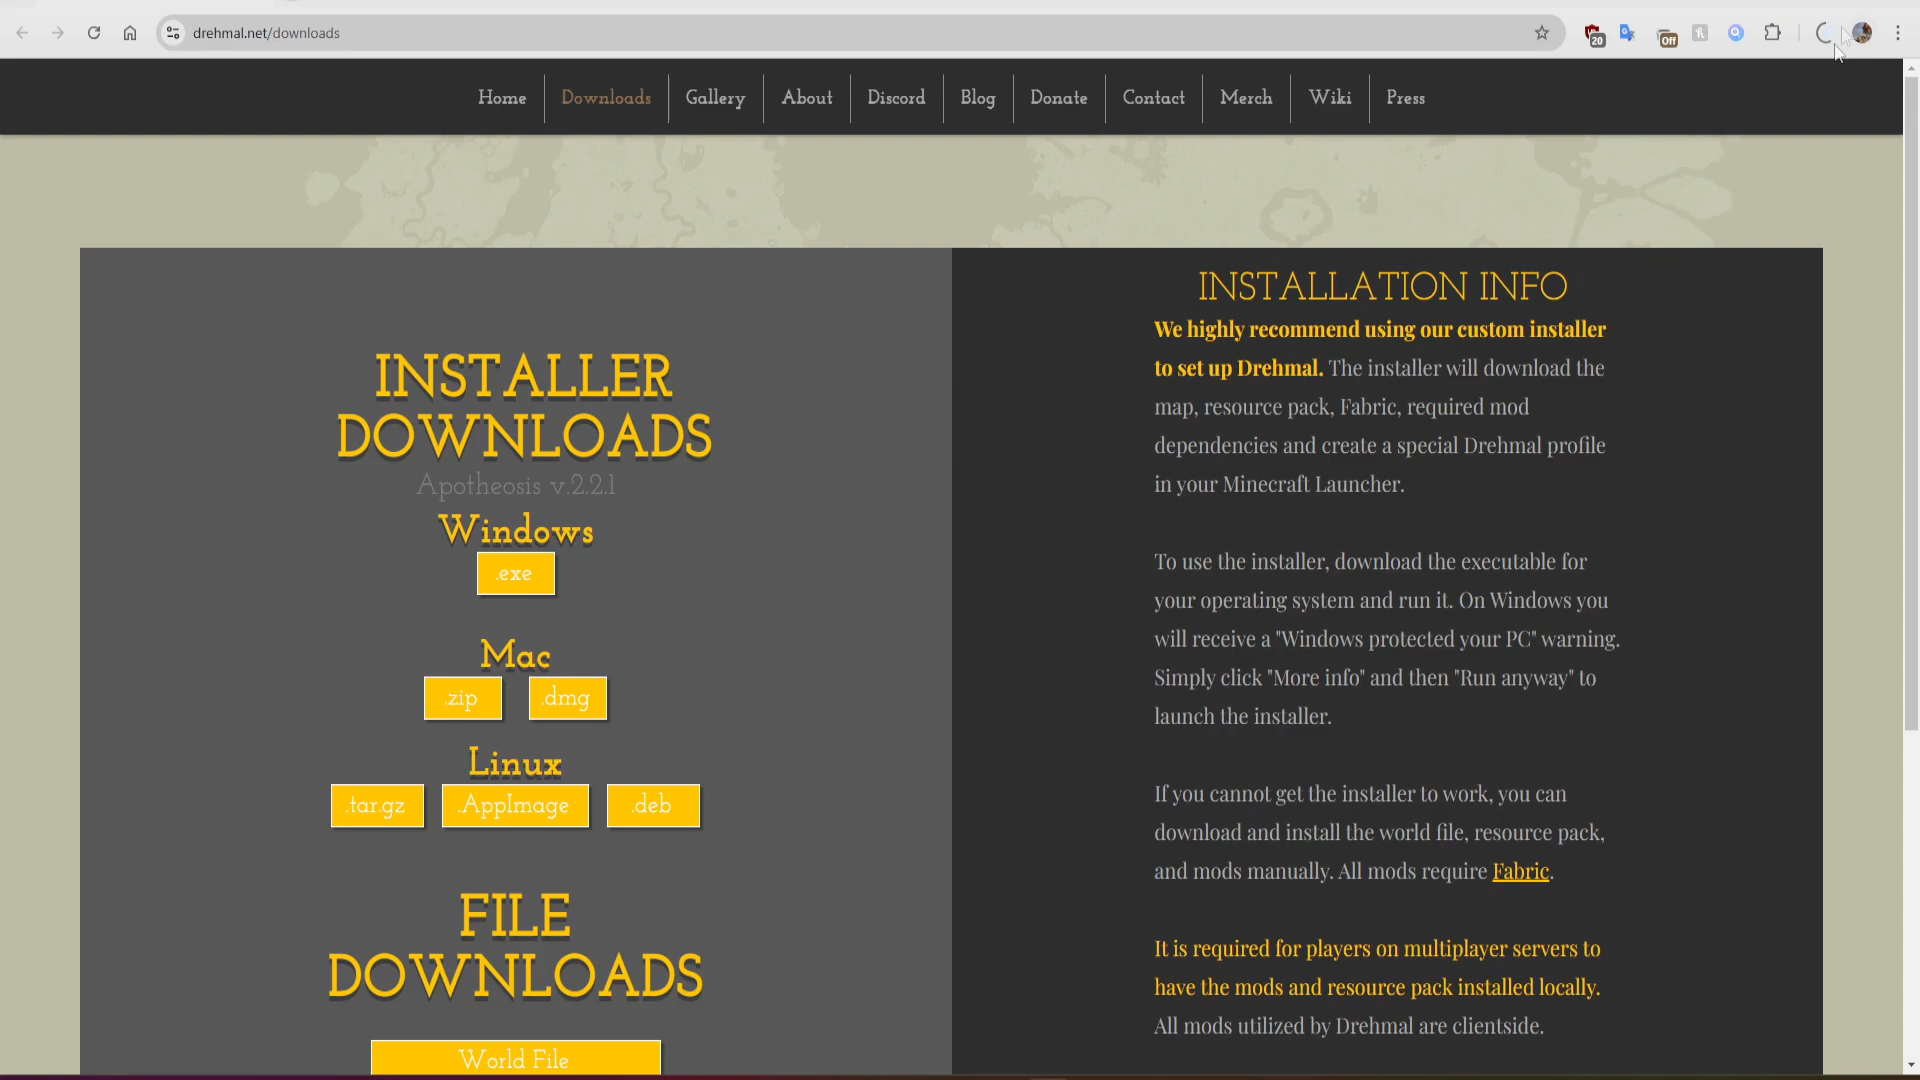 drehmal.net/downloads
20
Off
Home
Downloads
Gallery
About
Discord
Blog
Donate
Contact
Merch
Wiki
Press
INSTALLER
DOWNLOADS
Apotheosis v.2.2.1
Windows
.exe
Mac
.zip
.dmg
Linux
.tar.gz
.AppImage
.deb
FILE
DOWNLOADS
World File
INSTALLATION INFO
We highly recommend using our custom installer
to set up Drehmal. The installer will download the
map, resource pack, Fabric, required mod
dependencies and create a special Drehmal profile
in your Minecraft Launcher.
To use the installer, download the executable for
your operating system and run it. On Windows you
will receive a "Windows protected your PC" warning.
Simply click "More info" and then "Run anyway" to
launch the installer.
If you cannot get the installer to work, you can
download and install the world file, resource pack,
and mods manually. All mods require Fabric.
It is required for players on multiplayer servers to
have the mods and resource pack installed locally.
All mods utilized by Drehmal are clientside.